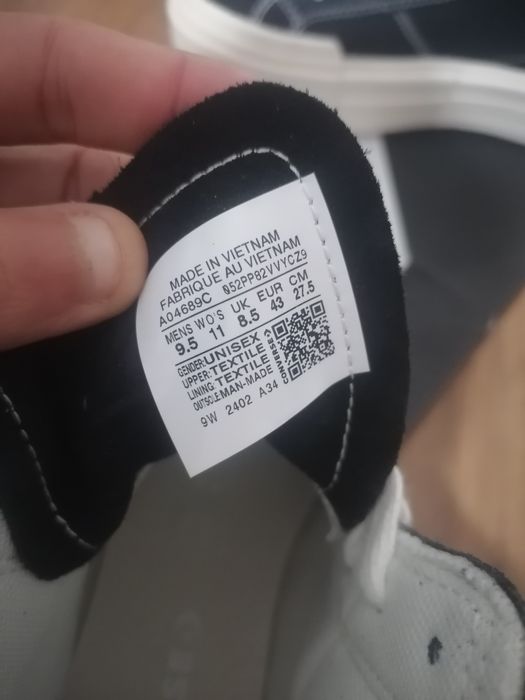 MADE IN VIETNAM
FABRIQUE AU VIETNAM
A04689C 052PP82VVYCZ9
MENS WO'S UK EUR CM
9.5 11 8.5 43 27.5
GENDER:UNISEX
UPPER:TEXTILE
LINING:TEXTILE
OUTSOLE:MAN-MADE
CONVERSE®
9W 2402 A34